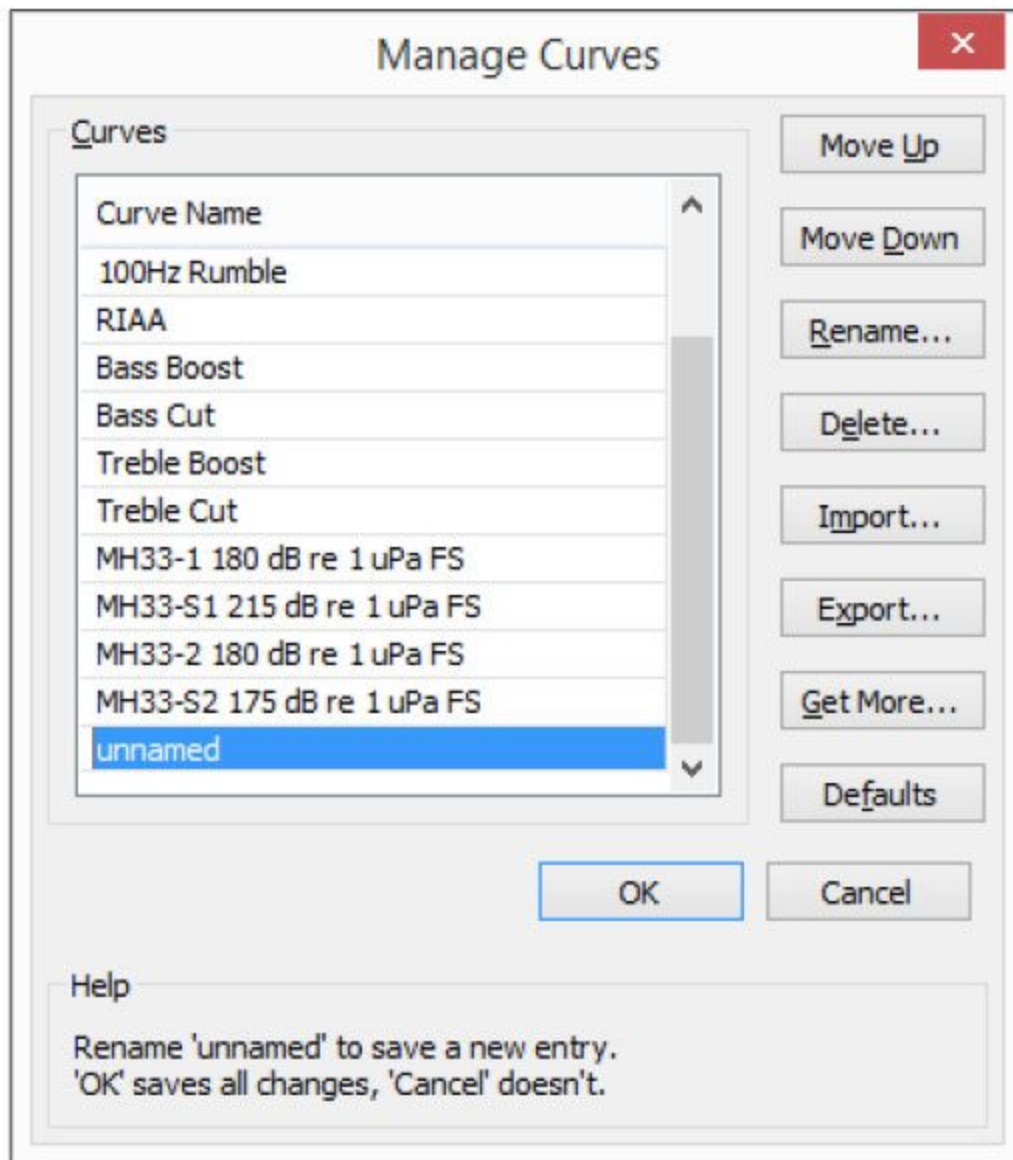 Manage Curves
Curves
Curve Name
100Hz Rumble
RIAA
Bass Boost
Bass Cut
Treble Boost
Treble Cut
MH33-1 180 dB re 1 uPa FS
MH33-S1 215 dB re 1 uPa FS
MH33-2 180 dB re 1 uPa FS
MH33-S2 175 dB re 1 uPa FS
unnamed
Move Up
Move Down
Rename...
Delete...
Import...
Export...
Get More...
Defaults
OK
Cancel
Help
Rename 'unnamed' to save a new entry.
'OK' saves all changes, 'Cancel' doesn't.